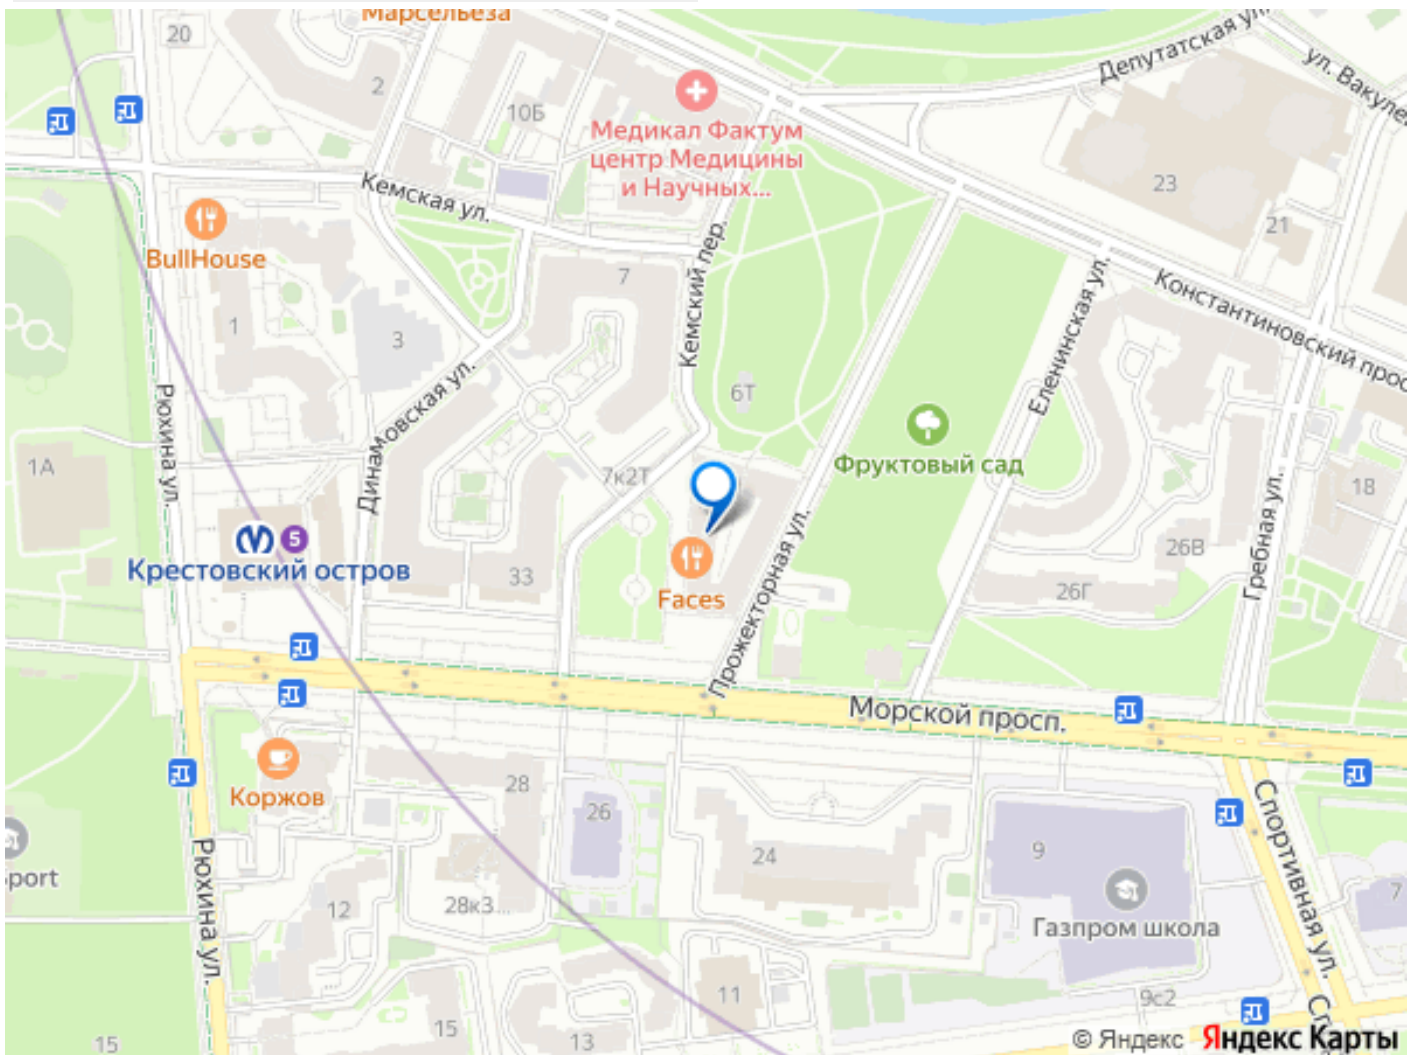 Марсельеза
20
2
10Б
Медикал Фактум
центр Медицины
и Научных...
Депутатская ул.
ул. Вакуле
23
21
Кемская ул.
BullHouse
7
Кемский пер.
Еленинская ул.
Константиновский прос
1
3
6Т
Рюхина ул.
Динамовская ул.
Фруктовый сад
1А
7к2Т
18
5
Крестовский остров
33
Faces
Прожекторная ул.
26В
26Г
Гребная ул.
Морской просп.
Коржов
28
26
24
9
Спортивная ул.
Сп
port
Рюхина ул.
12
28к3...
Газпром школа
7
11
9с2
15
15
13
© Яндекс Яндекс Карты